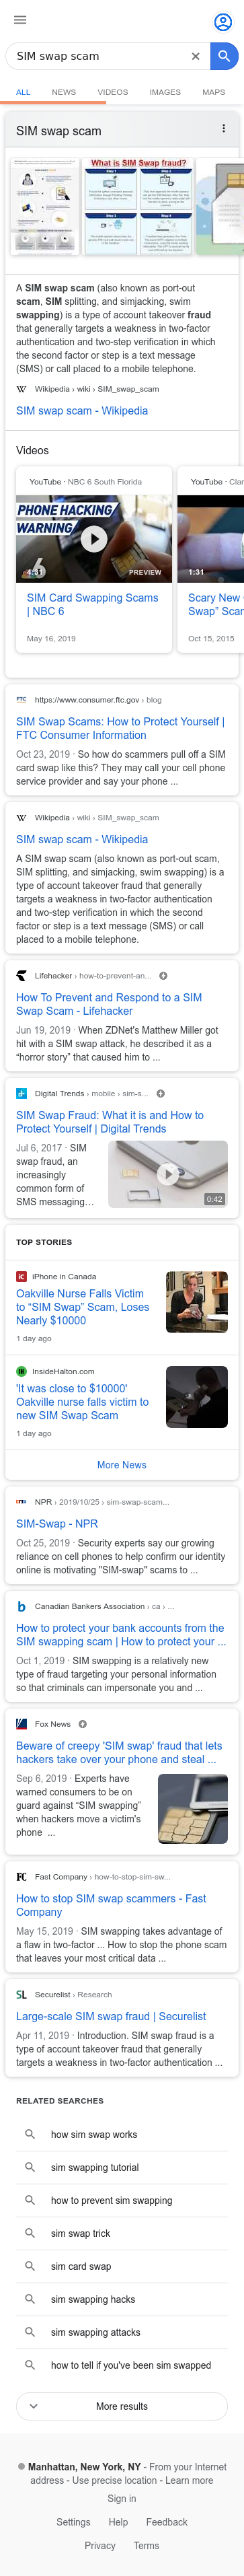 SIM swap scam
ALL NEWS VIDEOS IMAGES MAPS
SIM swap scam
What is SIM Swap fraud?
A SIM swap scam (also known as port-out
scam, SIM splitting, and simjacking, swim
swapping) is a type of account takeover fraud
that generally targets a weakness in two-factor
authentication and two-step verification in which
the second factor or step is a text message
(SMS) or call placed to a mobile telephone.
W Wikipedia › wiki › SIM_swap_scam
SIM swap scam - Wikipedia
Videos
YouTube · NBC 6 South Florida
PHONE HACKING
WARNING
4:51
PREVIEW
SIM Card Swapping Scams
| NBC 6
May 16, 2019
YouTube · Clar
1:31
Scary New
Swap” Scar
Oct 15, 2015
FTC https://www.consumer.ftc.gov › blog
SIM Swap Scams: How to Protect Yourself |
FTC Consumer Information
Oct 23, 2019 · So how do scammers pull off a SIM
card swap like this? They may call your cell phone
service provider and say your phone ...
W Wikipedia › wiki › SIM_swap_scam
SIM swap scam - Wikipedia
A SIM swap scam (also known as port-out scam,
SIM splitting, and simjacking, swim swapping) is a
type of account takeover fraud that generally
targets a weakness in two-factor authentication
and two-step verification in which the second
factor or step is a text message (SMS) or call
placed to a mobile telephone.
Lifehacker › how-to-prevent-an...
How To Prevent and Respond to a SIM
Swap Scam - Lifehacker
Jun 19, 2019 · When ZDNet's Matthew Miller got
hit with a SIM swap attack, he described it as a
“horror story” that caused him to ...
Digital Trends › mobile › sim-s...
SIM Swap Fraud: What it is and How to
Protect Yourself | Digital Trends
Jul 6, 2017 · SIM
swap fraud, an
increasingly
common form of
SMS messaging…
0:42
TOP STORIES
iC iPhone in Canada
Oakville Nurse Falls Victim
to “SIM Swap” Scam, Loses
Nearly $10000
1 day ago
InsideHalton.com
'It was close to $10000'
Oakville nurse falls victim to
new SIM Swap Scam
1 day ago
More News
NPR › 2019/10/25 › sim-swap-scam...
SIM-Swap - NPR
Oct 25, 2019 · Security experts say our growing
reliance on cell phones to help confirm our identity
online is motivating "SIM-swap" scams to ...
b Canadian Bankers Association › ca › ...
How to protect your bank accounts from the
SIM swapping scam | How to protect your ...
Oct 1, 2019 · SIM swapping is a relatively new
type of fraud targeting your personal information
so that criminals can impersonate you and ...
Fox News
Beware of creepy 'SIM swap' fraud that lets
hackers take over your phone and steal ...
Sep 6, 2019 · Experts have
warned consumers to be on
guard against “SIM swapping”
when hackers move a victim's
phone ...
FC Fast Company › how-to-stop-sim-sw...
How to stop SIM swap scammers - Fast
Company
May 15, 2019 · SIM swapping takes advantage of
a flaw in two-factor ... How to stop the phone scam
that leaves your most critical data ...
SL Securelist › Research
Large-scale SIM swap fraud | Securelist
Apr 11, 2019 · Introduction. SIM swap fraud is a
type of account takeover fraud that generally
targets a weakness in two-factor authentication ...
RELATED SEARCHES
how sim swap works
sim swapping tutorial
how to prevent sim swapping
sim swap trick
sim card swap
sim swapping hacks
sim swapping attacks
how to tell if you've been sim swapped
More results
Manhattan, New York, NY - From your Internet
address - Use precise location - Learn more
Sign in
Settings Help Feedback
Privacy Terms